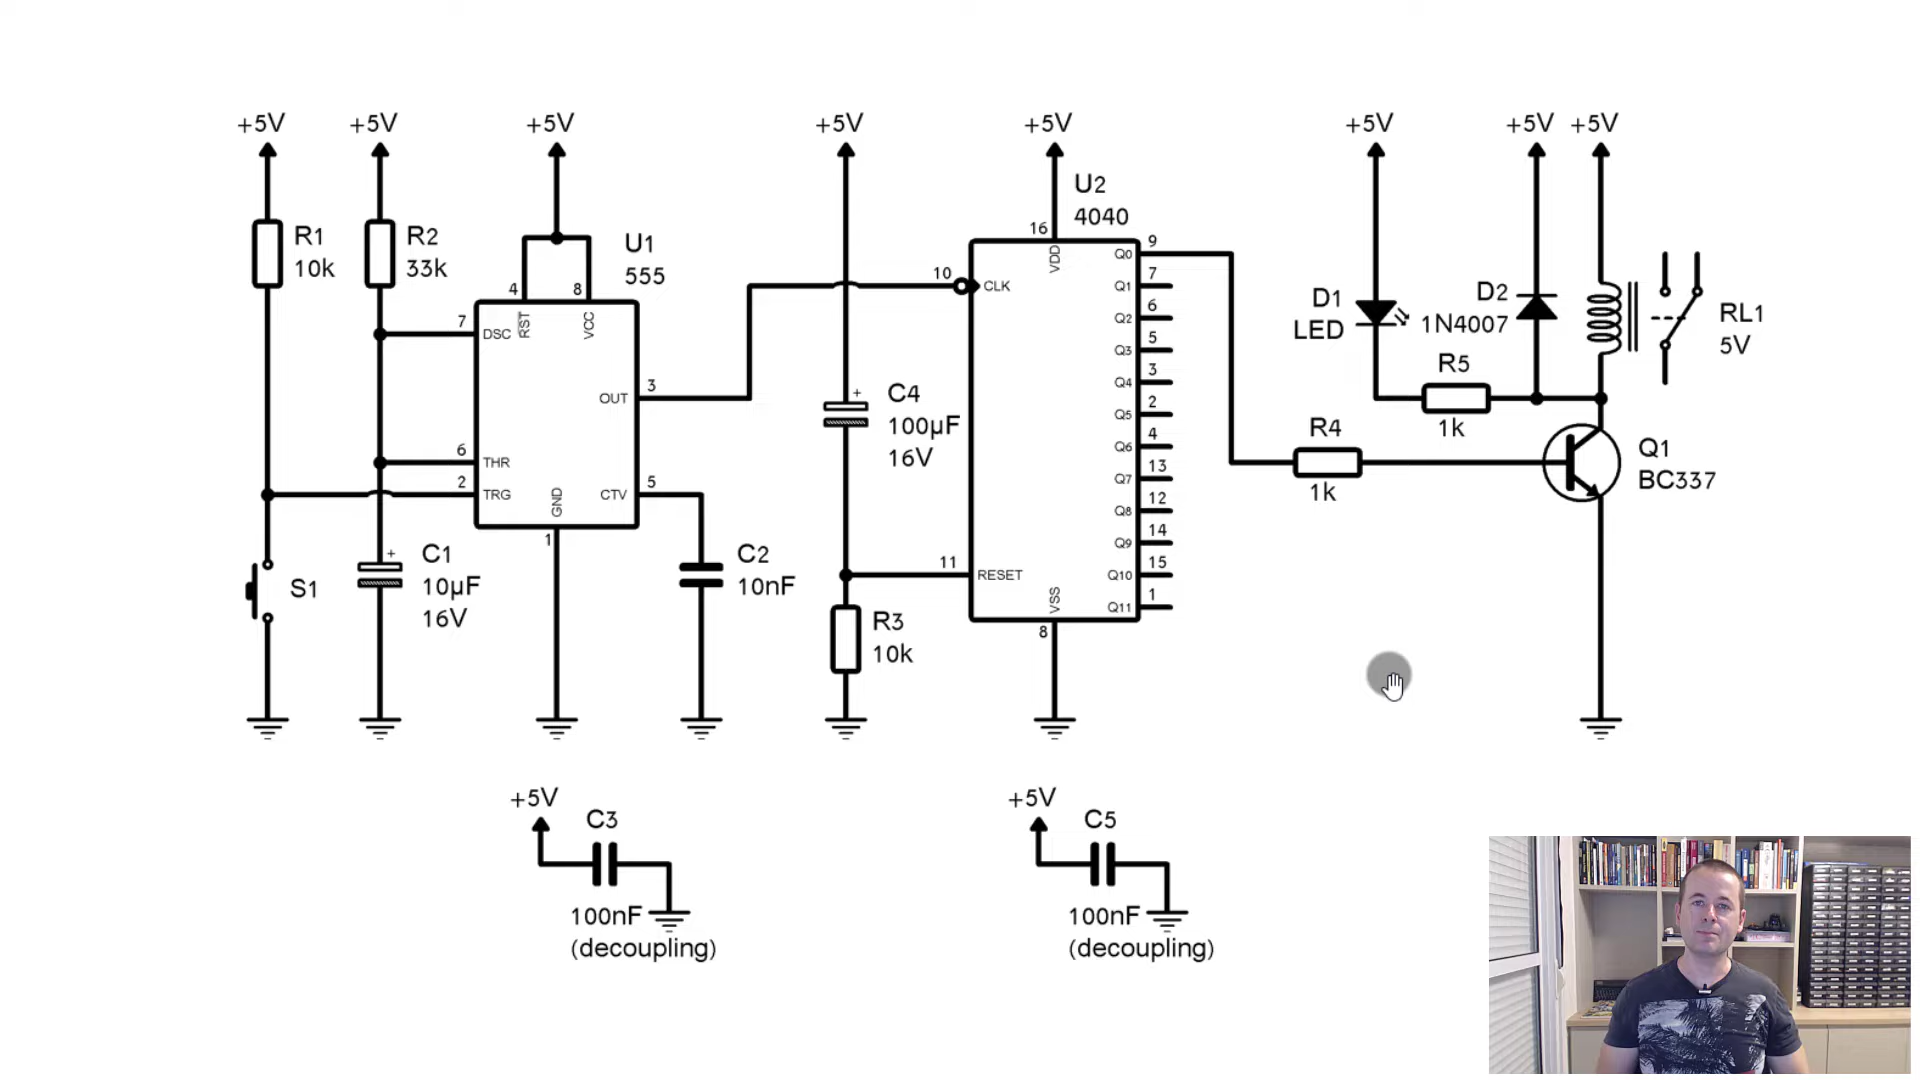 +5V +5V +5V +5V +5V +5V +5V +5V
R1
10k
R2
33k
U1
555
4 8
7 DSC
RST
VCC
OUT 3
6 THR
2 TRG
CTV 5
GND
1
S1
C1
+
10µF
16V
C2
10nF
+
C4
100µF
16V
R3
10k
U2
4040
16
VDD
10 CLK
11 RESET
VSS
8
Q0 9
Q1 7
Q2 6
Q3 5
Q4 3
Q5 2
Q6 4
Q7 13
Q8 12
Q9 14
Q10 15
Q11 1
D1
LED
D2
1N4007
R5
1k
R4
1k
RL1
5V
Q1
BC337
+5V
C3
100nF
(decoupling)
+5V
C5
100nF
(decoupling)